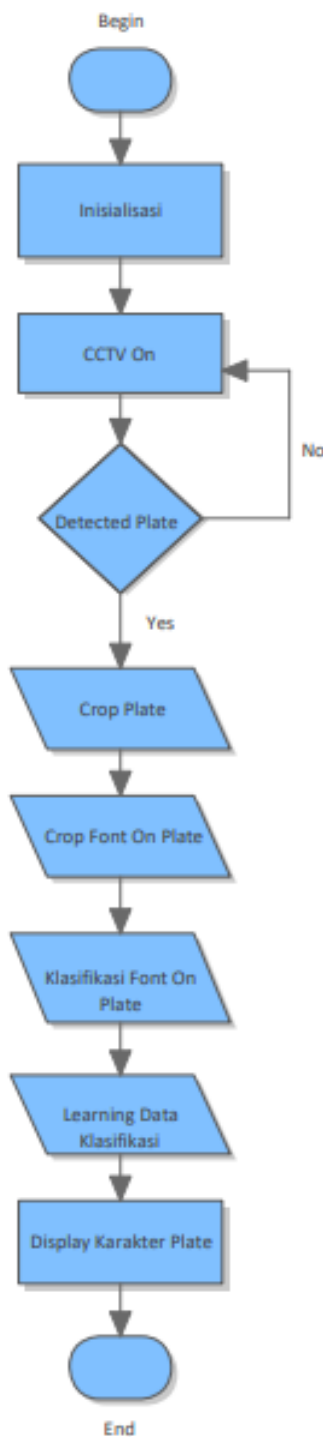 Begin
Inisialisasi
CCTV On
No
Detected Plate
Yes
Crop Plate
Crop Font On Plate
Klasifikasi Font On
Plate
Learning Data
Klasifikasi
Display Karakter Plate
End